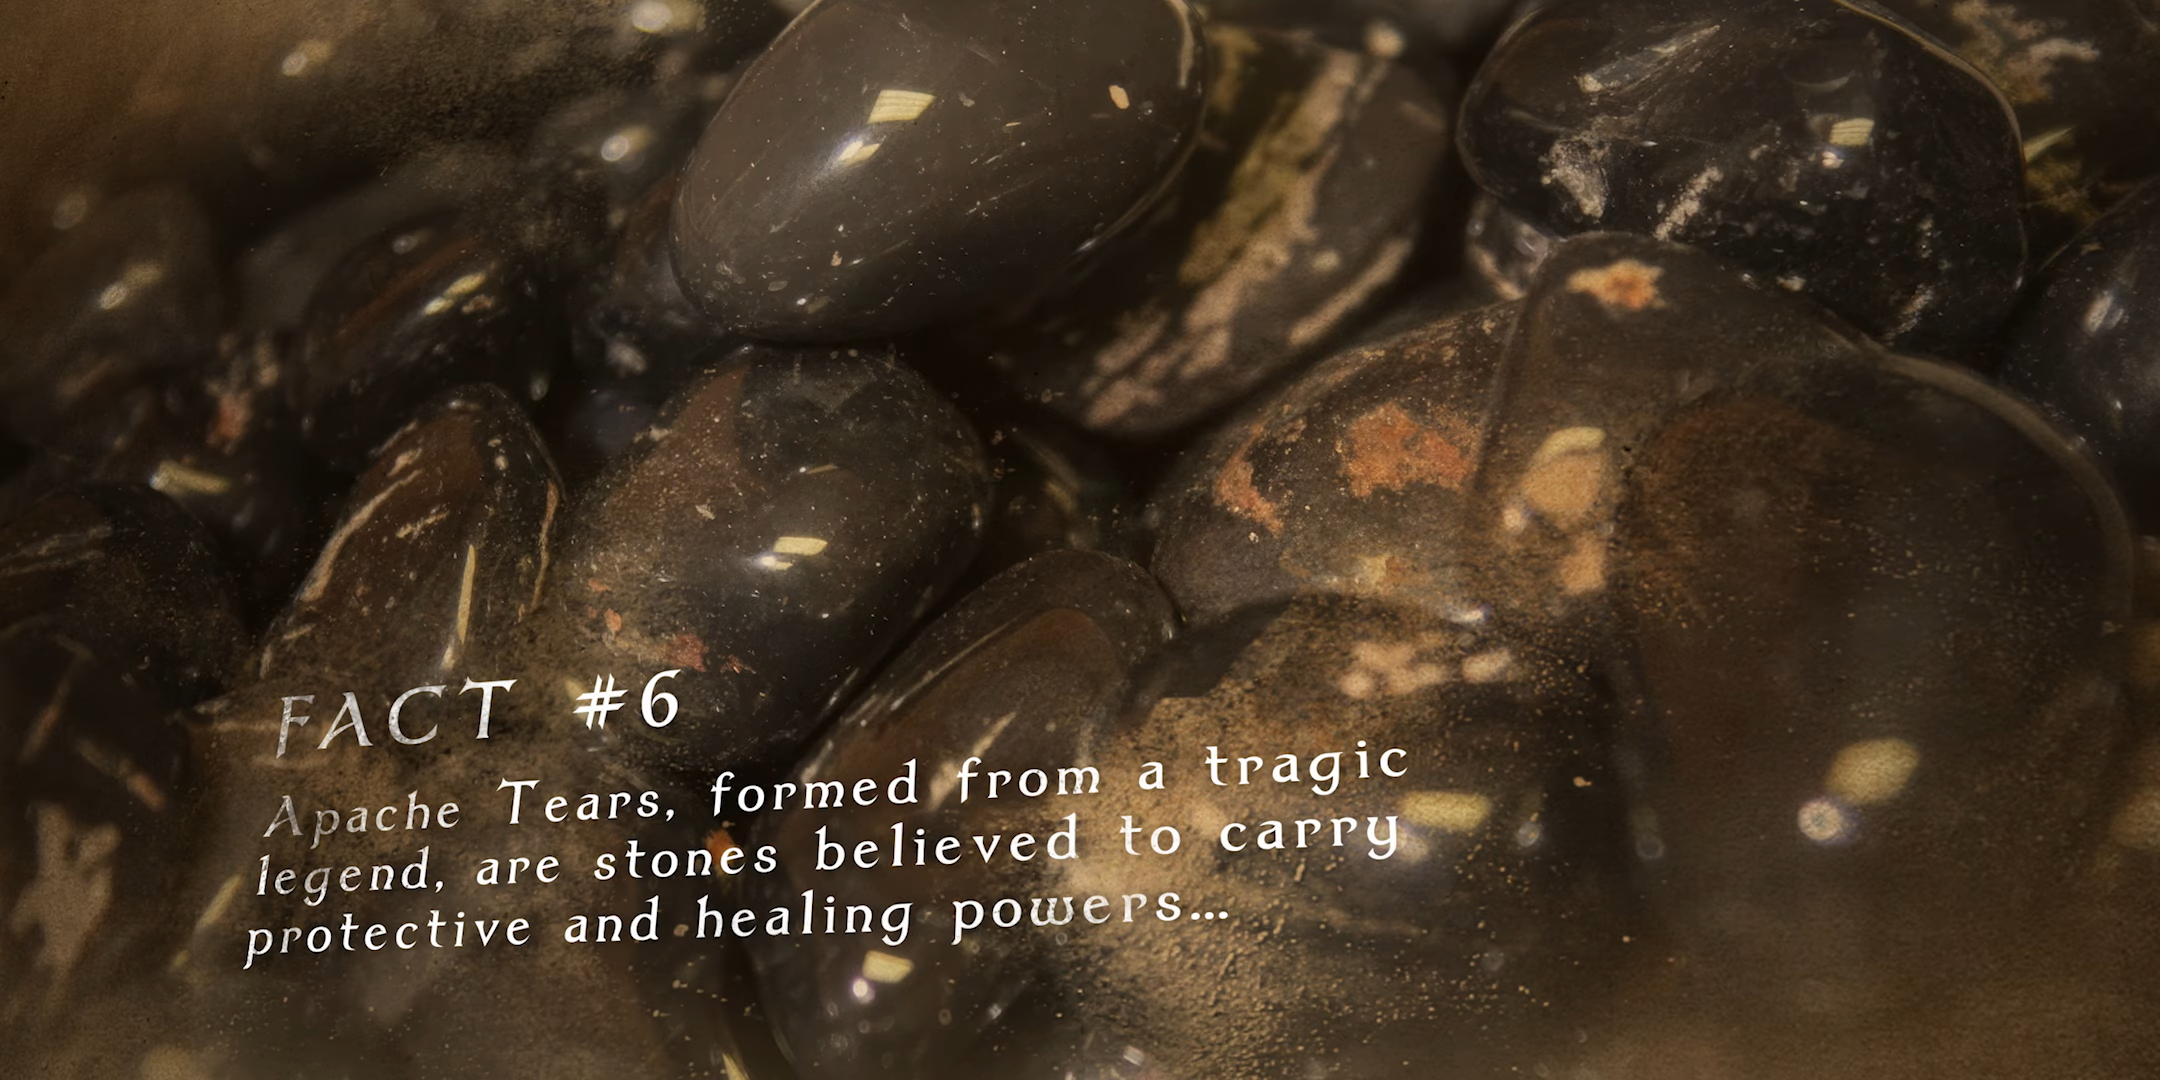 FACT #6
Apache Tears, formed from a tragic
legend, are stones believed to carry
protective and healing powers...